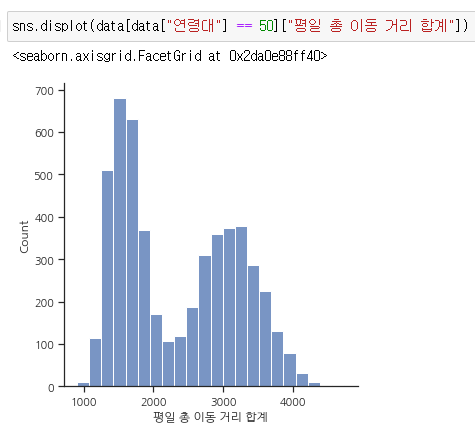 sns.displot(data[data["연령대"] == 50]["평일 총 이동 거리 합계"])
<seaborn.axisgrid.FacetGrid at 0x2da0e88ff40>
700
600
500
400
300
200
100
0
Count
1000 2000 3000 4000
평일 총 이동 거리 합계